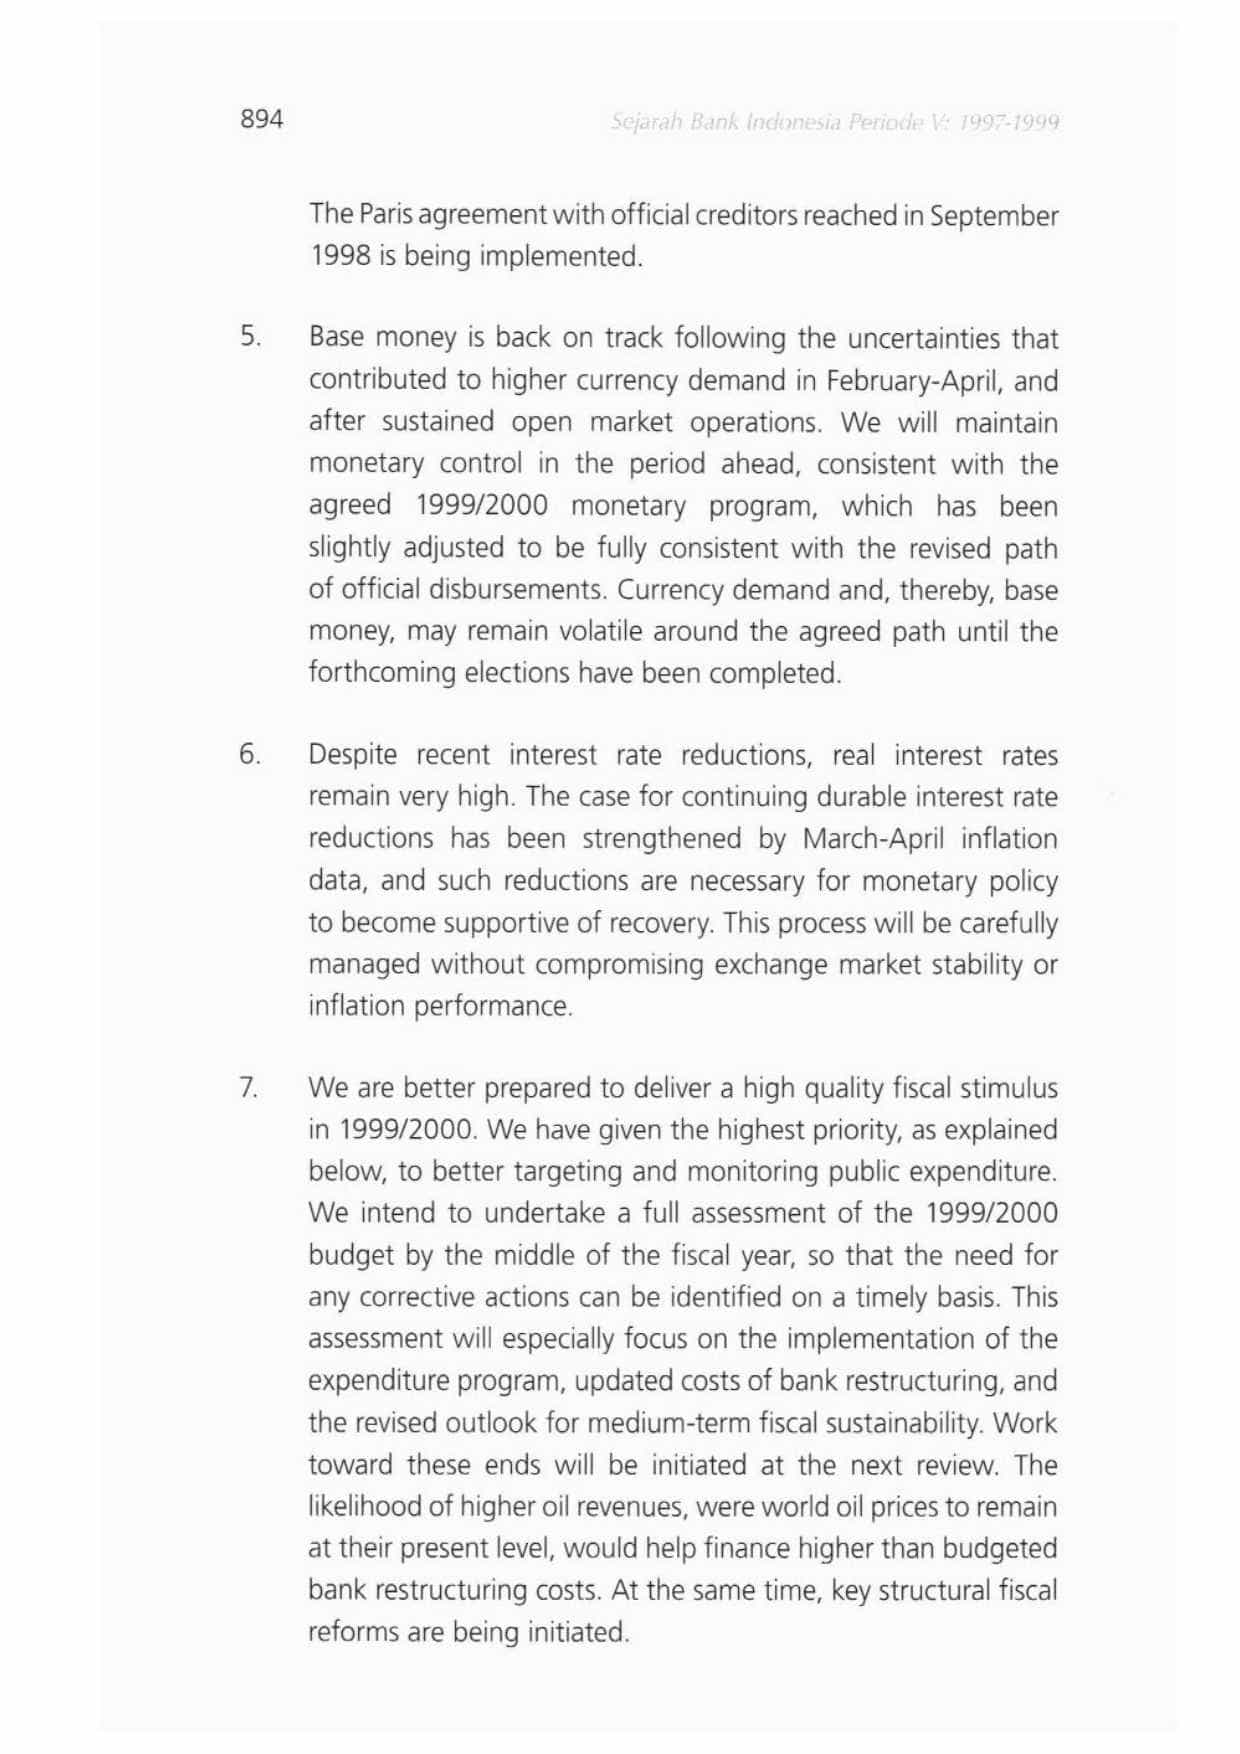 894
Sejarah Bank Indonesia Periode V: 1997-1999
The Paris agreement with official creditors reached in September
1998 is being implemented.
5. Base money is back on track following the uncertainties that
contributed to higher currency demand in February-April, and
after sustained open market operations. We will maintain
monetary control in the period ahead, consistent with the
agreed 1999/2000 monetary program, which has been
slightly adjusted to be fully consistent with the revised path
of official disbursements. Currency demand and, thereby, base
money, may remain volatile around the agreed path until the
forthcoming elections have been completed.
6. Despite recent interest rate reductions, real interest rates
remain very high. The case for continuing durable interest rate
reductions has been strengthened by March-April inflation
data, and such reductions are necessary for monetary policy
to become supportive of recovery. This process will be carefully
managed without compromising exchange market stability or
inflation performance.
7. We are better prepared to deliver a high quality fiscal stimulus
in 1999/2000. We have given the highest priority, as explained
below, to better targeting and monitoring public expenditure.
We intend to undertake a full assessment of the 1999/2000
budget by the middle of the fiscal year, so that the need for
any corrective actions can be identified on a timely basis. This
assessment will especially focus on the implementation of the
expenditure program, updated costs of bank restructuring, and
the revised outlook for medium-term fiscal sustainability. Work
toward these ends will be initiated at the next review. The
likelihood of higher oil revenues, were world oil prices to remain
at their present level, would help finance higher than budgeted
bank restructuring costs. At the same time, key structural fiscal
reforms are being initiated.